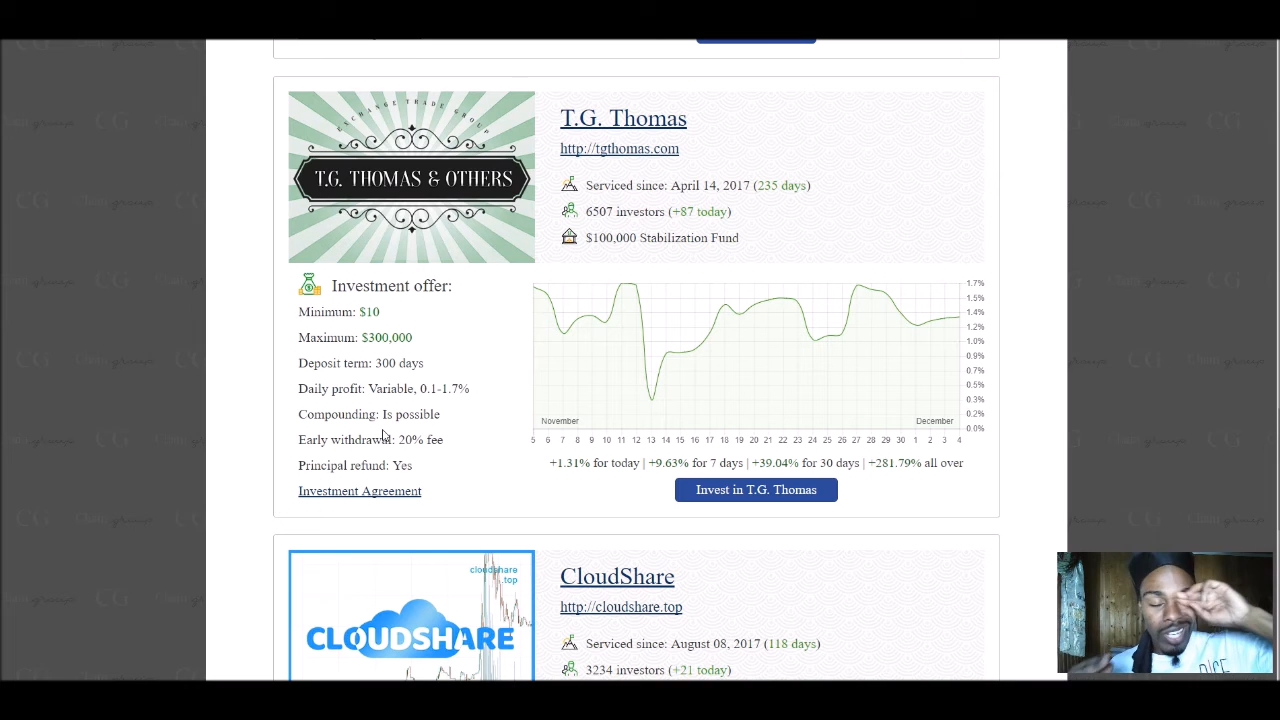 EXCHANGE TRADE GROUP
T.G. THOMAS & OTHERS
T.G. Thomas
http://tgthomas.com
Serviced since: April 14, 2017 (235 days)
6507 investors (+87 today)
$100,000 Stabilization Fund
Investment offer:
Minimum: $10
Maximum: $300,000
Deposit term: 300 days
Daily profit: Variable, 0.1-1.7%
Compounding: Is possible
Early withdrawal: 20% fee
Principal refund: Yes
Investment Agreement
1.7%
1.5%
1.4%
1.2%
1.0%
0.9%
0.7%
0.5%
0.3%
0.2%
0.0%
November
December
5 6 7 8 9 10 11 12 13 14 15 16 17 18 19 20 21 22 23 24 25 26 27 28 29 30 1 2 3 4
+1.31% for today | +9.63% for 7 days | +39.04% for 30 days | +281.79% all over
Invest in T.G. Thomas
cloudshare
.top
CLOUDSHARE
CloudShare
http://cloudshare.top
Serviced since: August 08, 2017 (118 days)
3234 investors (+21 today)
CG